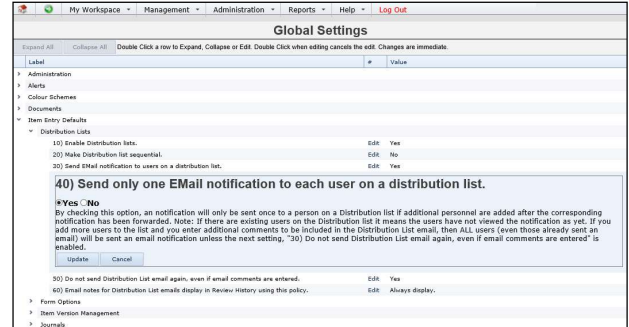 My Workspace Management Administration Reports Help Log Out
Global Settings
Expand All Collapse All Double Click a row to Expand, Collapse or Edit. Double Click when editing cancels the edit. Changes are immediate.
Label # Value
Administration
Alerts
Colour Schemes
Documents
Item Entry Defaults
Distribution Lists
10) Enable Distribution lists. Edit Yes
20) Make Distribution list sequential. Edit No
30) Send EMail notification to users on a distribution list. Edit Yes
40) Send only one EMail notification to each user on a distribution list.
Yes No
By checking this option, an notification will only be sent once to a person on a Distribution list if additional personnel are added after the corresponding
notification has been forwarded. Note: If there are existing users on the Distribution list it means the users have not viewed the notification as yet. If you
add more users to the list and you enter additional comments to be included in the Distribution List email, then ALL users (even those already sent an
email) will be sent an email notification unless the next setting, "30) Do not send Distribution List email again, even if email comments are entered" is
enabled.
Update Cancel
50) Do not send Distribution List email again, even if email comments are entered. Edit Yes
60) Email notes for Distribution List emails display in Review History using this policy. Edit Always display.
Form Options
Item Version Management
Journals